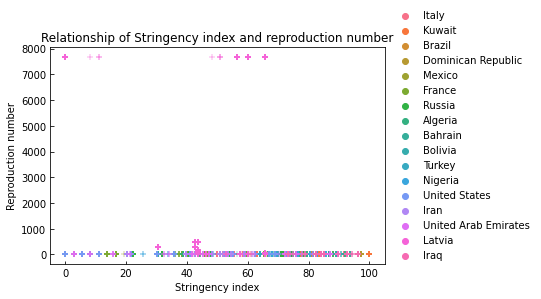 Relationship of Stringency index and reproduction number
8000
7000
6000
5000
4000
3000
2000
1000
0
Reproduction number
0 20 40 60 80 100
Stringency index
Italy
Kuwait
Brazil
Dominican Republic
Mexico
France
Russia
Algeria
Bahrain
Bolivia
Turkey
Nigeria
United States
Iran
United Arab Emirates
Latvia
Iraq